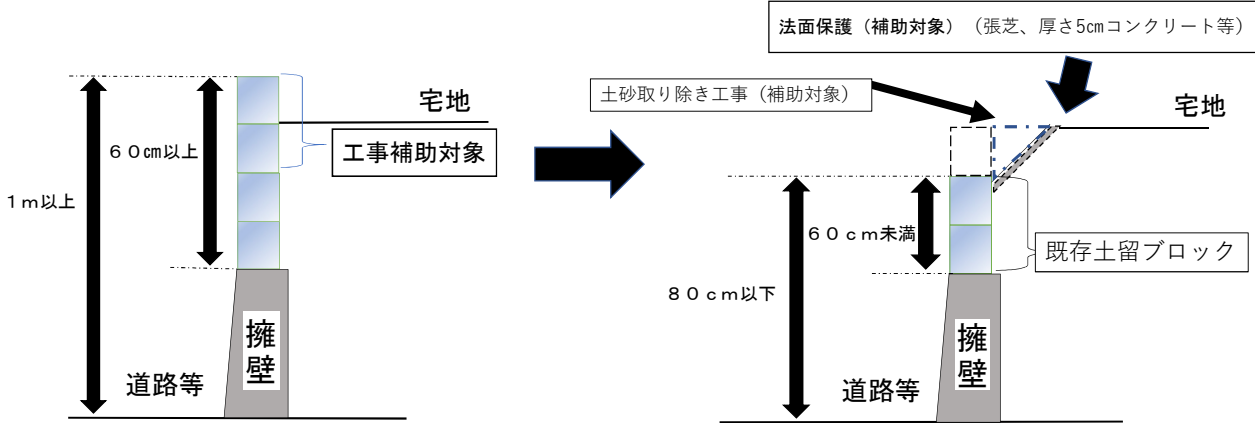 法面保護（補助対象）（張芝、厚さ5㎝コンクリート等）
土砂取り除き工事（補助対象）
宅地
６０㎝以上
工事補助対象
１ｍ以上
擁壁
道路等
宅地
６０ｃｍ未満
既存土留ブロック
８０ｃｍ以下
擁壁
道路等